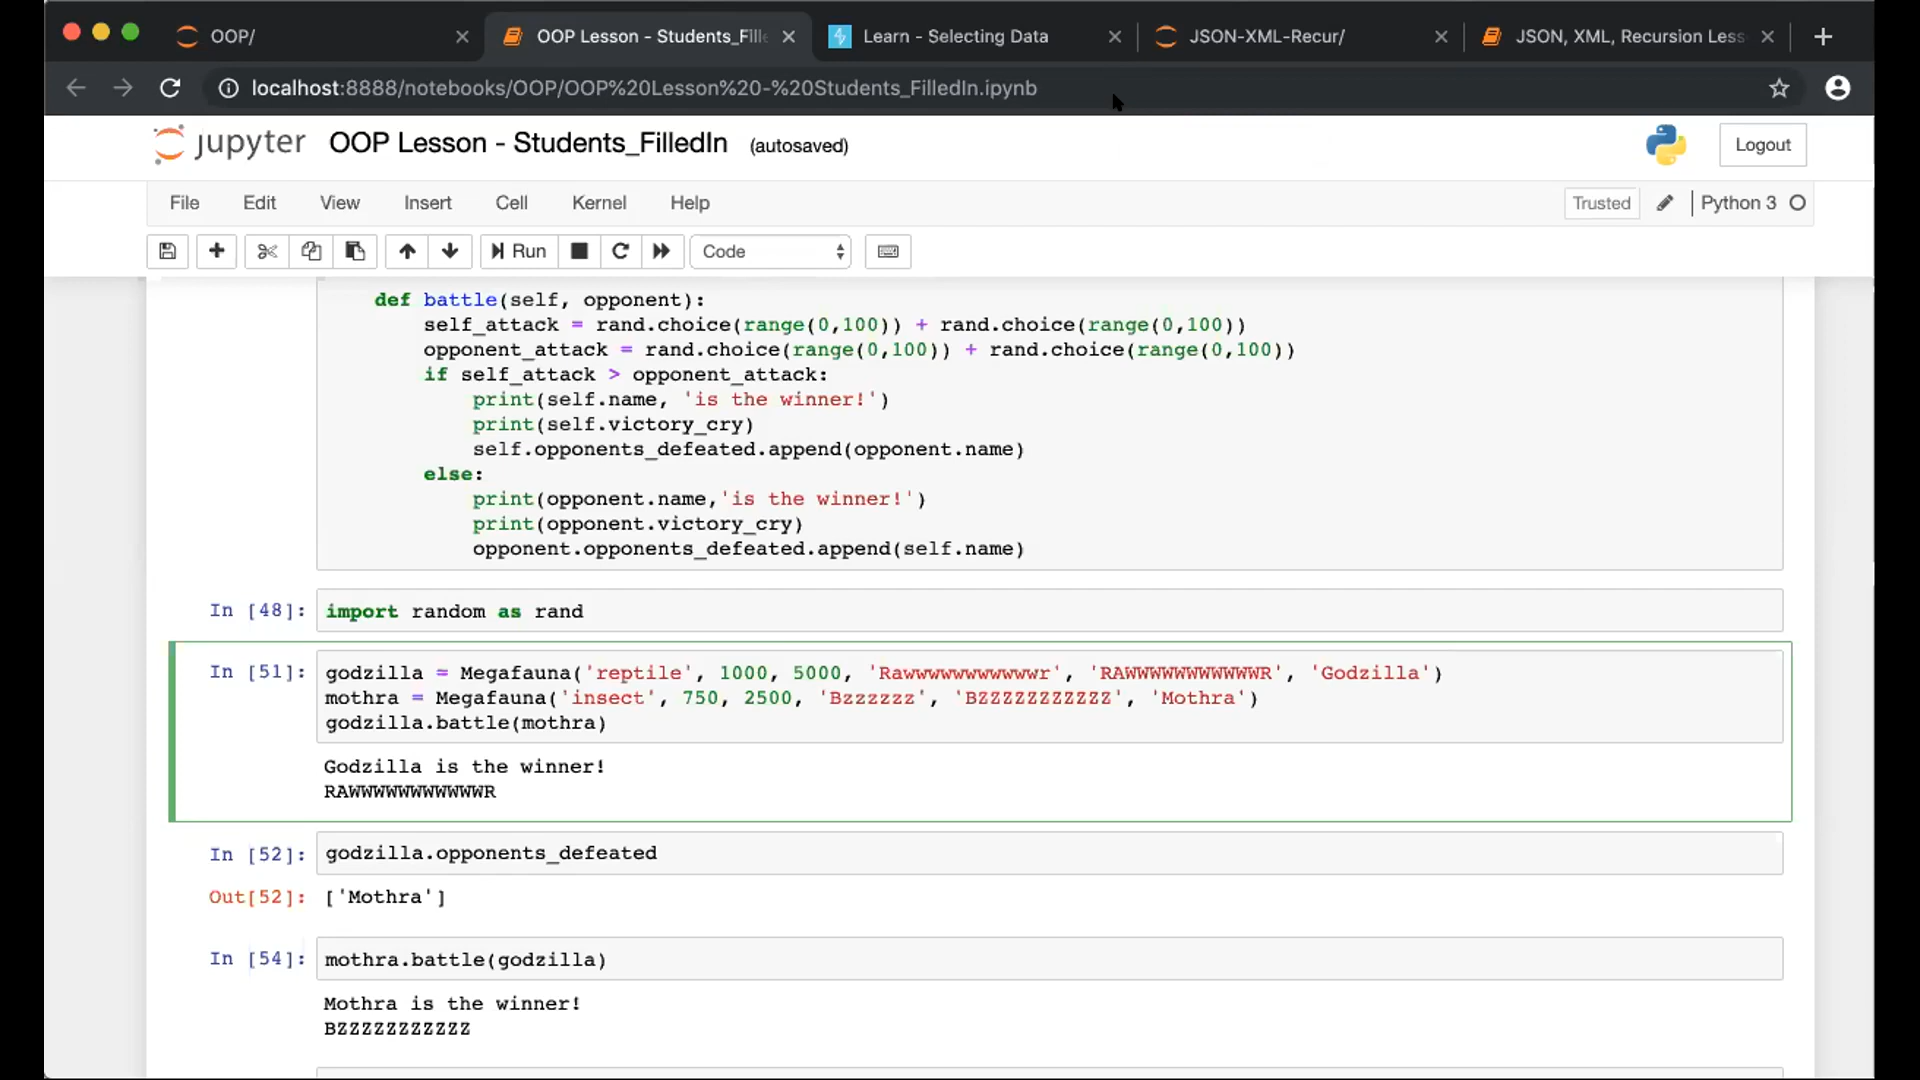 OOP/
OOP Lesson - Students_Fille
Learn - Selecting Data
JSON-XML-Recur/
JSON, XML, Recursion Less
localhost:8888/notebooks/OOP/OOP%20Lesson%20-%20Students_FilledIn.ipynb
jupyter OOP Lesson - Students_FilledIn (autosaved)
Logout
File Edit View Insert Cell Kernel Help
Trusted Python 3
Run Code
def battle(self, opponent):
self_attack = rand.choice(range(0,100)) + rand.choice(range(0,100))
opponent_attack = rand.choice(range(0,100)) + rand.choice(range(0,100))
if self_attack > opponent_attack:
print(self.name, 'is the winner!')
print(self.victory_cry)
self.opponents_defeated.append(opponent.name)
else:
print(opponent.name,'is the winner!')
print(opponent.victory_cry)
opponent.opponents_defeated.append(self.name)
In [48]: import random as rand
In [51]: godzilla = Megafauna('reptile', 1000, 5000, 'Rawwwwwwwwwwwr', 'RAWWWWWWWWWWWR', 'Godzilla')
mothra = Megafauna('insect', 750, 2500, 'Bzzzzzz', 'BZZZZZZZZZZZ', 'Mothra')
godzilla.battle(mothra)
Godzilla is the winner!
RAWWWWWWWWWWWR
In [52]: godzilla.opponents_defeated
Out[52]: ['Mothra']
In [54]: mothra.battle(godzilla)
Mothra is the winner!
BZZZZZZZZZZZ